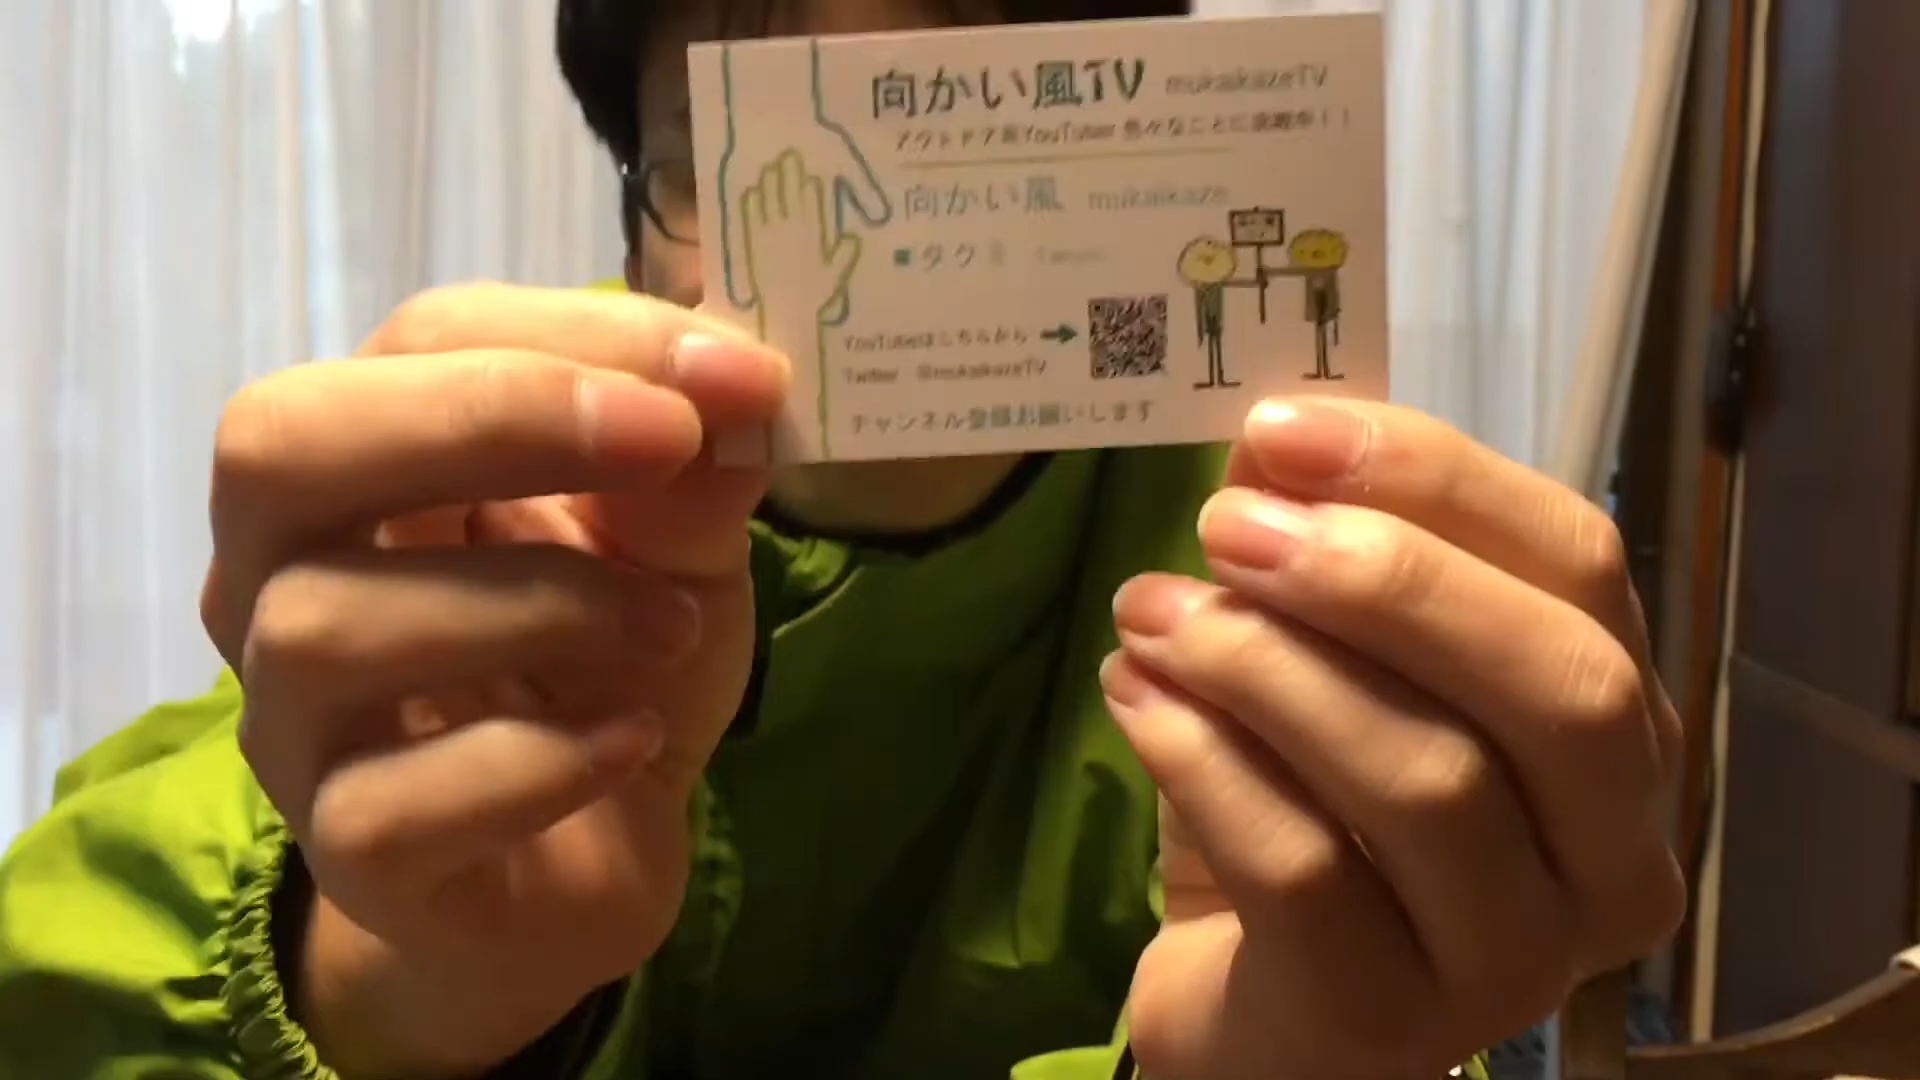 向かい風TV mukaikazeTV
アウトドア系YouTuber 色々なことに挑戦中！！
向かい風 mukaikaze
タク
YouTubeはこちらから
Twitter @mukaikazeTV
チャンネル登録お願いします